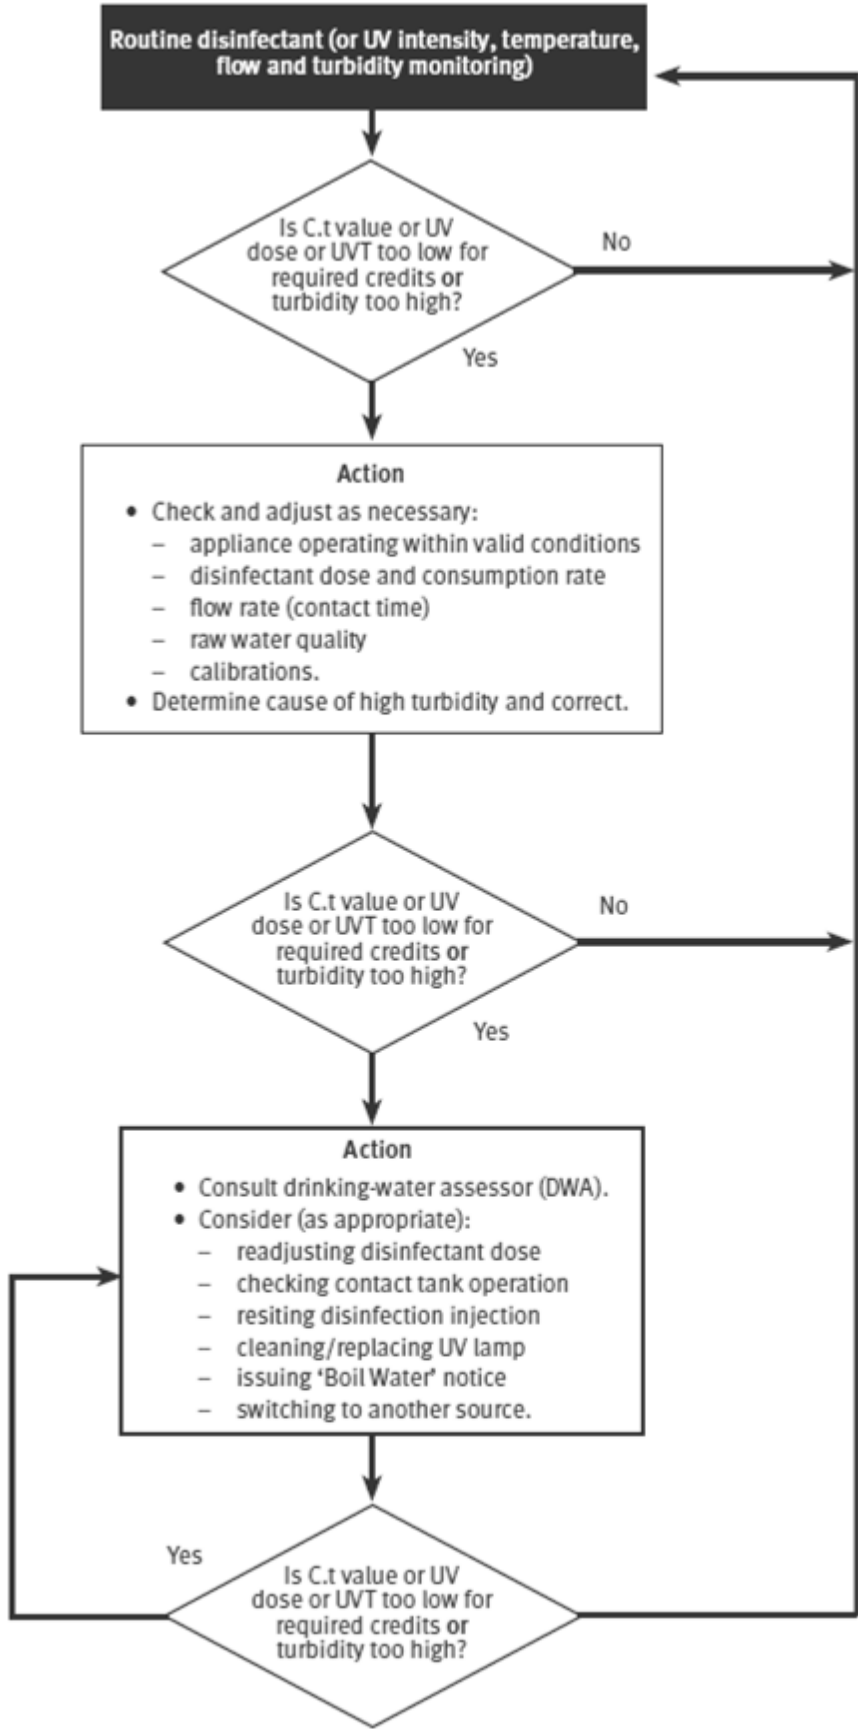 Routine disinfectant (or UV intensity, temperature,
flow and turbidity monitoring)
Is C.t value or UV
dose or UVT too low for
required credits or
turbidity too high?
No
Yes
Action
• Check and adjust as necessary:
– appliance operating within valid conditions
– disinfectant dose and consumption rate
– flow rate (contact time)
– raw water quality
– calibrations.
• Determine cause of high turbidity and correct.
Is C.t value or UV
dose or UVT too low for
required credits or
turbidity too high?
No
Yes
Action
• Consult drinking-water assessor (DWA).
• Consider (as appropriate):
– readjusting disinfectant dose
– checking contact tank operation
– resiting disinfection injection
– cleaning/replacing UV lamp
– issuing ‘Boil Water’ notice
– switching to another source.
Yes
Is C.t value or UV
dose or UVT too low for
required credits or
turbidity too high?